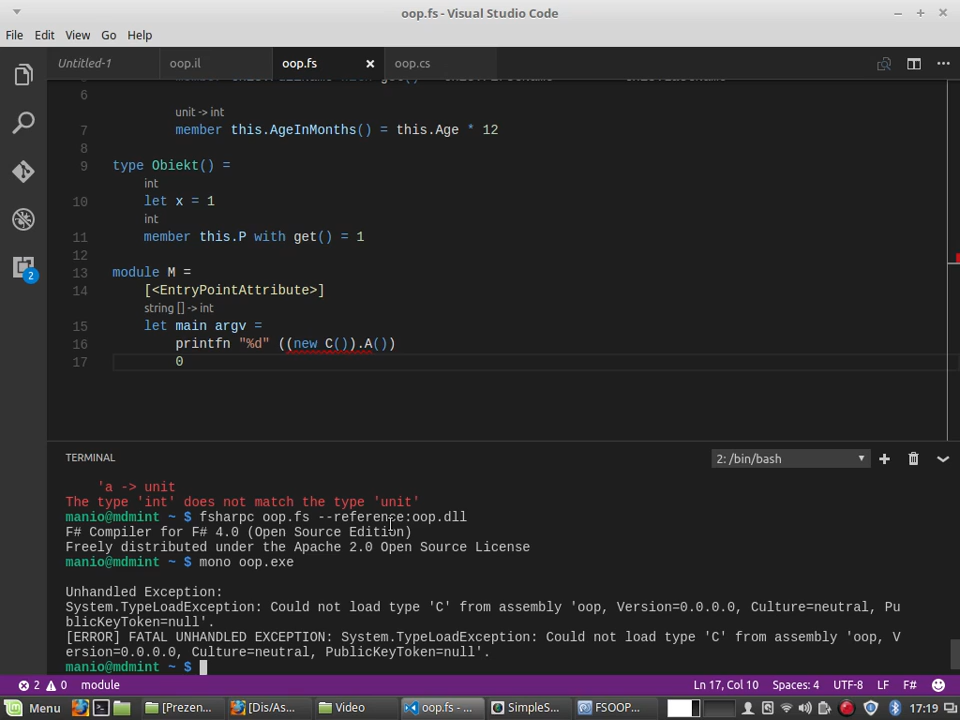 oop.fs - Visual Studio Code
File Edit View Go Help
Untitled-1 oop.il oop.fs oop.cs
6
unit -> int
7 member this.AgeInMonths() = this.Age * 12
8
9 type Obiekt() =
int
10 let x = 1
int
11 member this.P with get() = 1
12
13 module M =
14 [<EntryPointAttribute>]
string [] -> int
15 let main argv =
16 printfn "%d" ((new C()).A())
17 0
2
TERMINAL 2: /bin/bash
'a -> unit
The type 'int' does not match the type 'unit'
manio@mdmint ~ $ fsharpc oop.fs --reference:oop.dll
F# Compiler for F# 4.0 (Open Source Edition)
Freely distributed under the Apache 2.0 Open Source License
manio@mdmint ~ $ mono oop.exe
Unhandled Exception:
System.TypeLoadException: Could not load type 'C' from assembly 'oop, Version=0.0.0.0, Culture=neutral, Pu
blicKeyToken=null'.
[ERROR] FATAL UNHANDLED EXCEPTION: System.TypeLoadException: Could not load type 'C' from assembly 'oop, V
ersion=0.0.0.0, Culture=neutral, PublicKeyToken=null'.
manio@mdmint ~ $
2 0 module Ln 17, Col 10 Spaces: 4 UTF-8 LF F#
Menu [Prezen... [Dis/As... Video oop.fs - ... SimpleS... FSOOP... 17:19